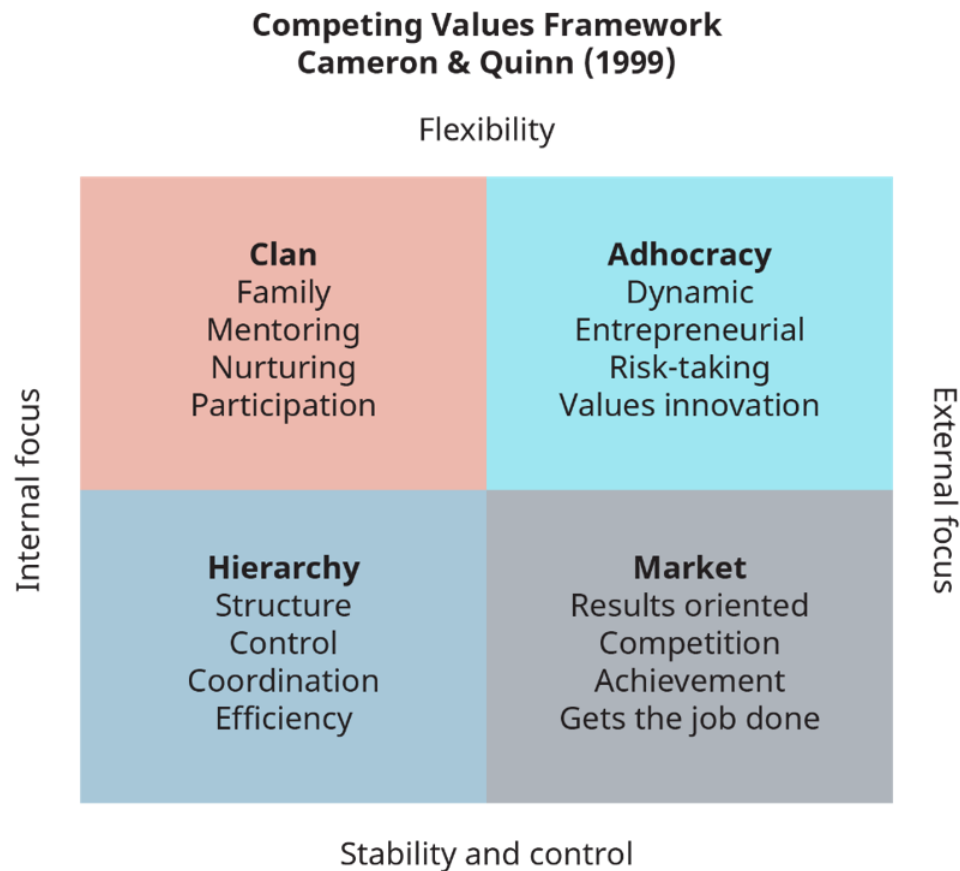 Competing Values Framework
Cameron & Quinn (1999)
Flexibility
Internal focus
Clan
Family
Mentoring
Nurturing
Participation
Adhocracy
Dynamic
Entrepreneurial
Risk-taking
Values innovation
External focus
Hierarchy
Structure
Control
Coordination
Efficiency
Market
Results oriented
Competition
Achievement
Gets the job done
Stability and control